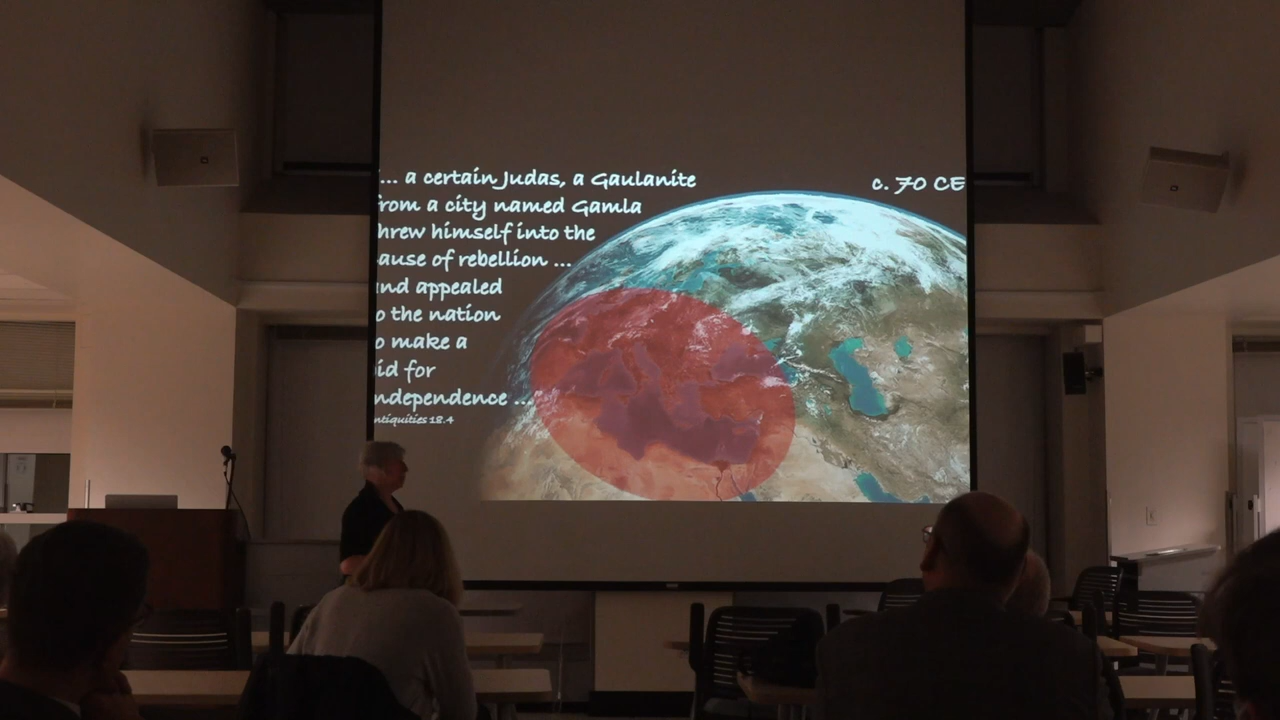 ... a certain Judas, a Gaulanite
rom a city named Gamla
hrew himself into the
ause of rebellion ...
nd appealed
o the nation
o make a
id for
ndependence ...
ntiquities 18.4
c. 70 CE